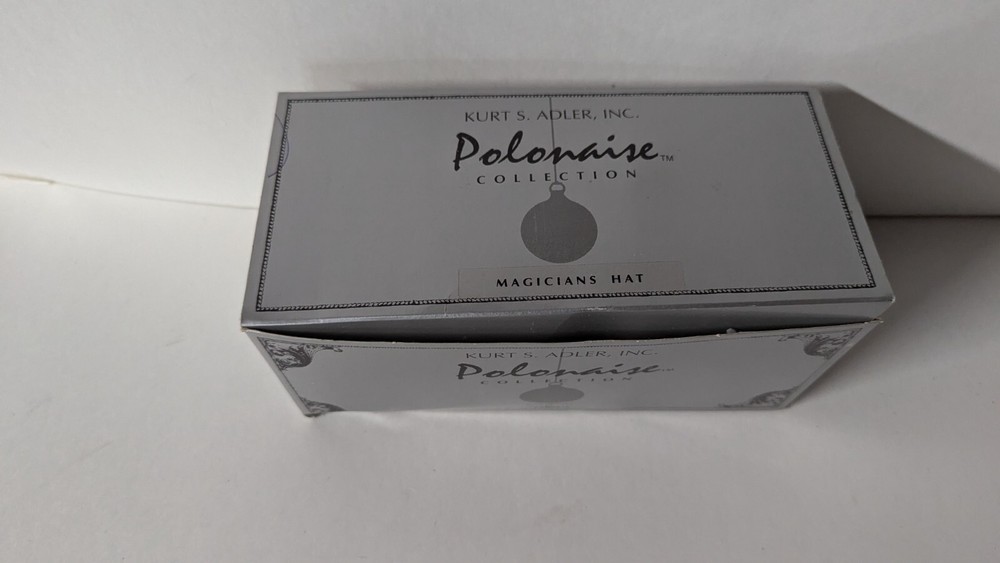 KURT S. ADLER, INC.
Polonaise™
COLLECTION
MAGICIANS HAT
KURT S. ADLER, INC.
Polonaise™
COLLECTION